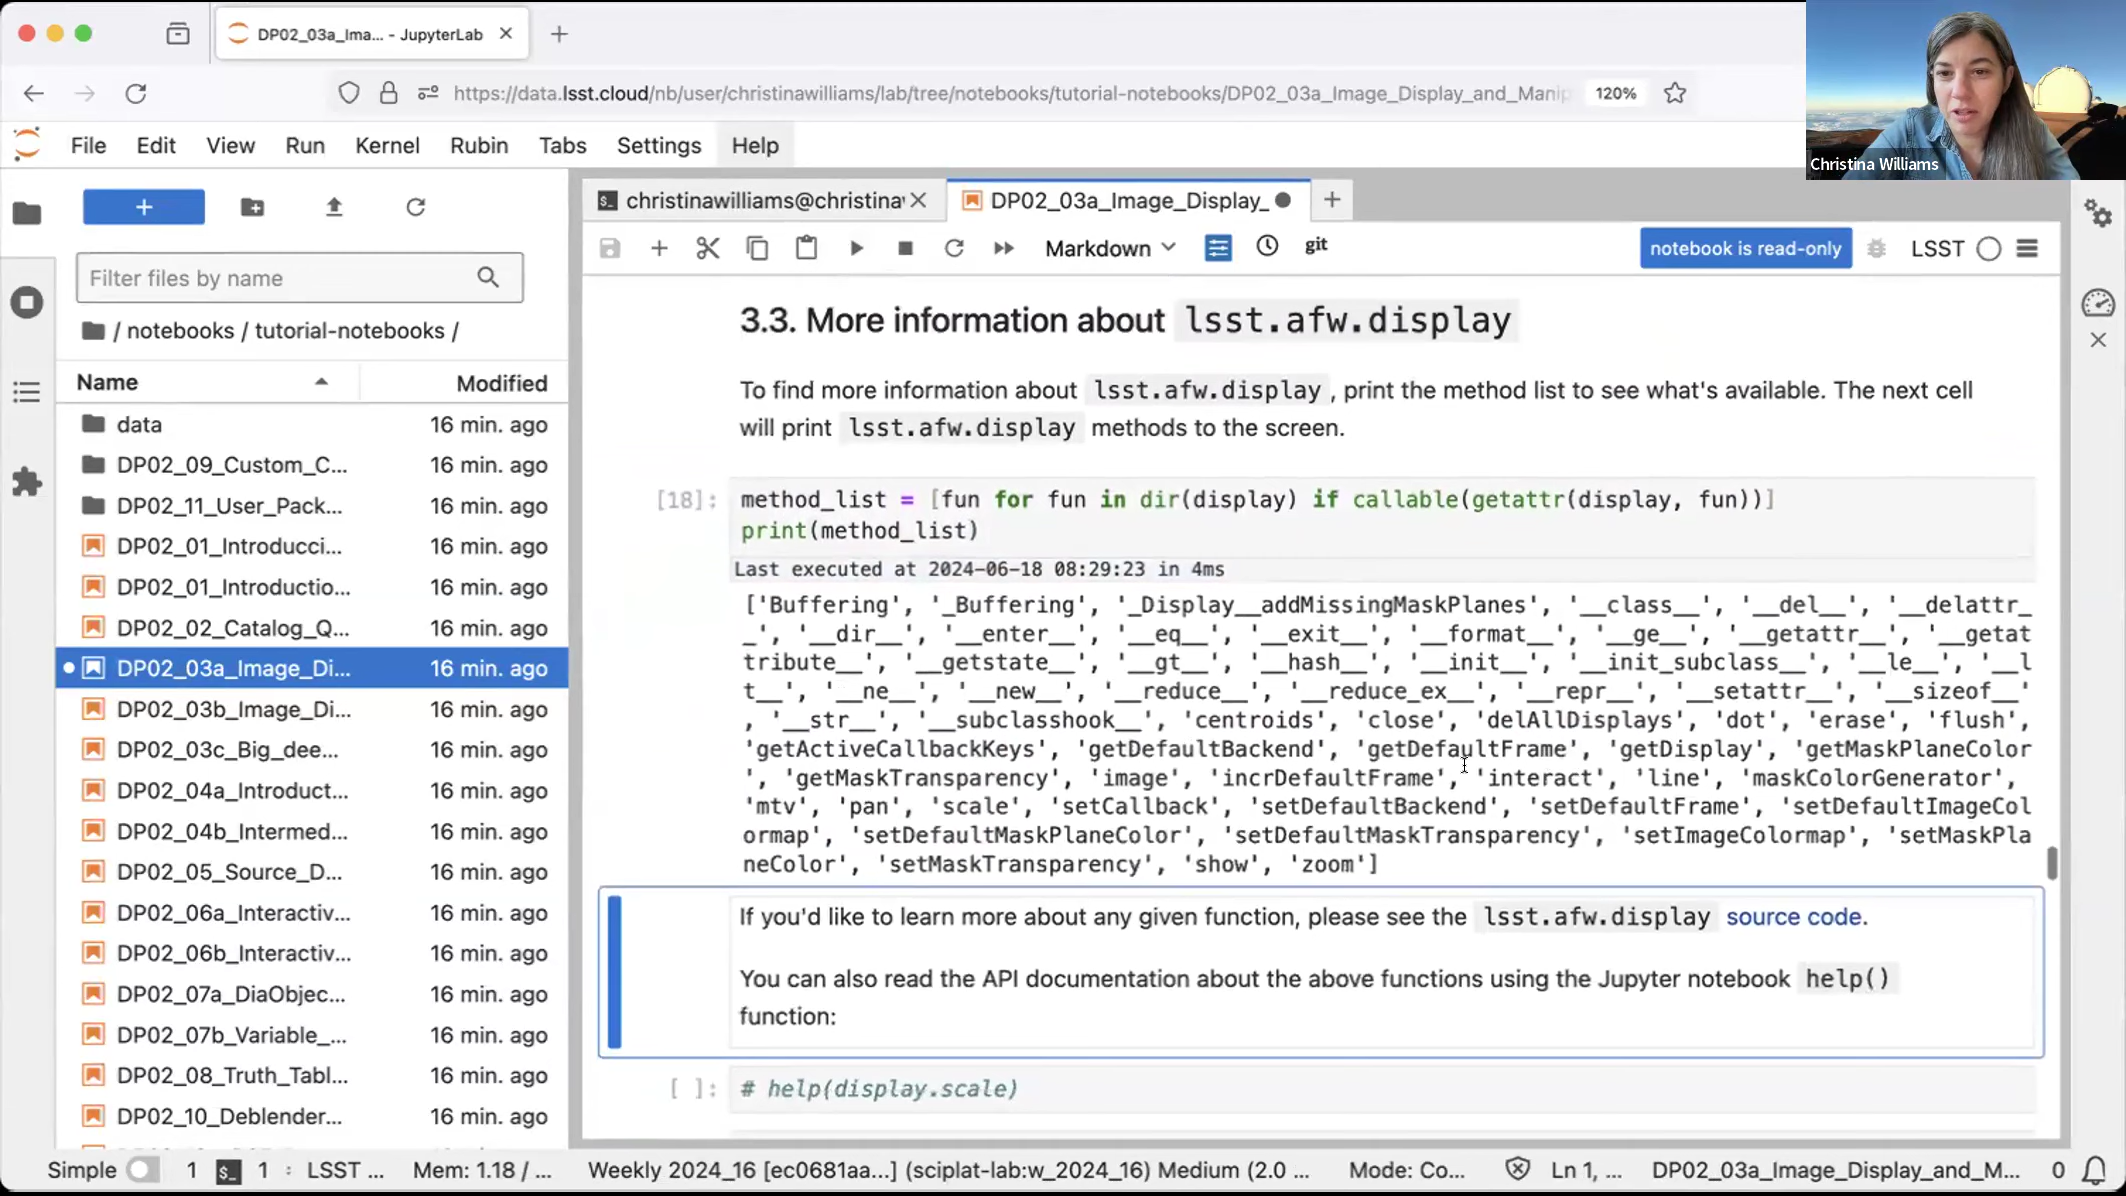 DP02_03a_Ima... - JupyterLab
https://data.lsst.cloud/nb/user/christinawilliams/lab/tree/notebooks/tutorial-notebooks/DP02_03a_Image_Display_and_Manip
120%
Christina Williams
File Edit View Run Kernel Rubin Tabs Settings Help
christinawilliams@christina
DP02_03a_Image_Display_
Markdown
git
notebook is read-only
LSST
Filter files by name
/ notebooks / tutorial-notebooks /
Name Modified
data 16 min. ago
DP02_09_Custom_C... 16 min. ago
DP02_11_User_Pack... 16 min. ago
DP02_01_Introducci... 16 min. ago
DP02_01_Introductio... 16 min. ago
DP02_02_Catalog_Q... 16 min. ago
DP02_03a_Image_Di... 16 min. ago
DP02_03b_Image_Di... 16 min. ago
DP02_03c_Big_dee... 16 min. ago
DP02_04a_Introduct... 16 min. ago
DP02_04b_Intermed... 16 min. ago
DP02_05_Source_D... 16 min. ago
DP02_06a_Interactiv... 16 min. ago
DP02_06b_Interactiv... 16 min. ago
DP02_07a_DiaObjec... 16 min. ago
DP02_07b_Variable_... 16 min. ago
DP02_08_Truth_Tabl... 16 min. ago
DP02_10_Deblender... 16 min. ago
3.3. More information about lsst.afw.display
To find more information about lsst.afw.display , print the method list to see what's available. The next cell
will print lsst.afw.display methods to the screen.
[18]: method_list = [fun for fun in dir(display) if callable(getattr(display, fun))]
print(method_list)
Last executed at 2024-06-18 08:29:23 in 4ms
['Buffering', '_Buffering', '_Display__addMissingMaskPlanes', '__class__', '__del__', '__delattr_
_', '__dir__', '__enter__', '__eq__', '__exit__', '__format__', '__ge__', '__getattr__', '__getat
tribute__', '__getstate__', '__gt__', '__hash__', '__init__', '__init_subclass__', '__le__', '__l
t__', '__ne__', '__new__', '__reduce__', '__reduce_ex__', '__repr__', '__setattr__', '__sizeof__'
, '__str__', '__subclasshook__', 'centroids', 'close', 'delAllDisplays', 'dot', 'erase', 'flush',
'getActiveCallbackKeys', 'getDefaultBackend', 'getDefaultFrame', 'getDisplay', 'getMaskPlaneColor
', 'getMaskTransparency', 'image', 'incrDefaultFrame', 'interact', 'line', 'maskColorGenerator',
'mtv', 'pan', 'scale', 'setCallback', 'setDefaultBackend', 'setDefaultFrame', 'setDefaultImageCol
ormap', 'setDefaultMaskPlaneColor', 'setDefaultMaskTransparency', 'setImageColormap', 'setMaskPla
neColor', 'setMaskTransparency', 'show', 'zoom']
If you'd like to learn more about any given function, please see the lsst.afw.display source code.
You can also read the API documentation about the above functions using the Jupyter notebook help()
function:
[ ]: # help(display.scale)
Simple 1 1 LSST ... Mem: 1.18 / ... Weekly 2024_16 [ec0681aa...] (sciplat-lab:w_2024_16) Medium (2.0 ... Mode: Co... Ln 1, ... DP02_03a_Image_Display_and_M... 0